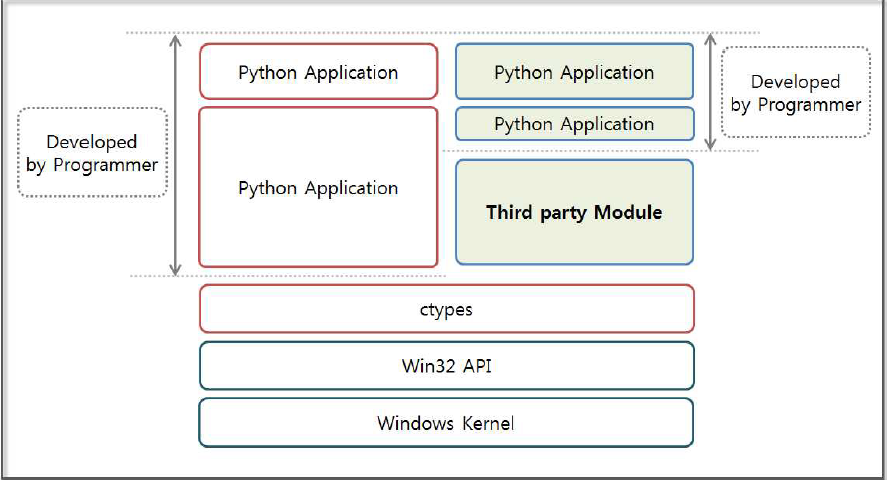 Python Application
Python Application
Developed
by Programmer
Python Application
Developed
by Programmer
Python Application
Third party Module
ctypes
Win32 API
Windows Kernel